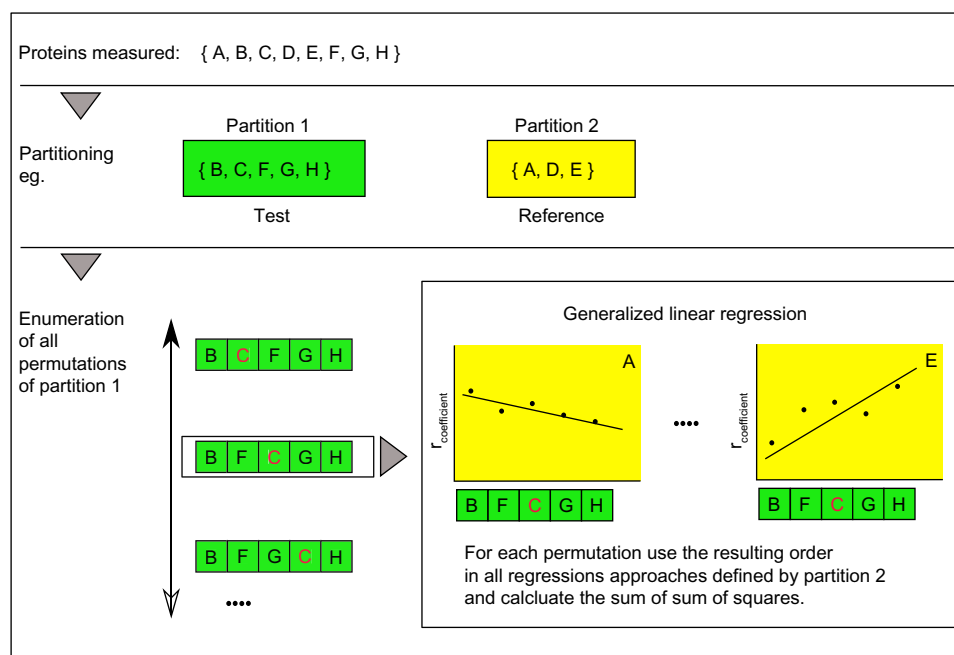 Proteins measured: { A, B, C, D, E, F, G, H }
Partitioning
eg.
Partition 1
{ B, C, F, G, H }
Test
Partition 2
{ A, D, E }
Reference
Enumeration
of all
permutations
of partition 1
B C F G H
B F C G H
B F G C H
....
Generalized linear regression
r coefficient
A
B F C G H
....
r coefficient
E
B F C G H
For each permutation use the resulting order
in all regressions approaches defined by partition 2
and calcluate the sum of sum of squares.